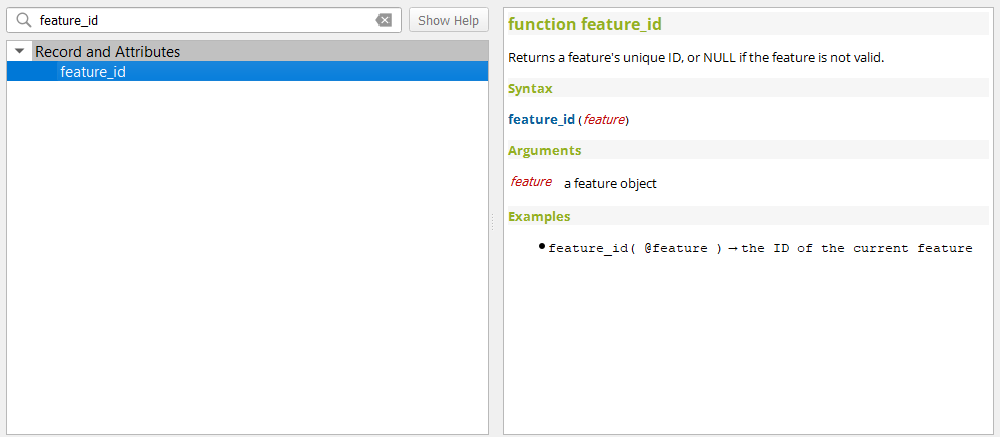 feature_id
Show Help
Record and Attributes
feature_id
function feature_id
Returns a feature's unique ID, or NULL if the feature is not valid.
Syntax
feature_id (feature)
Arguments
feature a feature object
Examples
● feature_id( @feature ) → the ID of the current feature